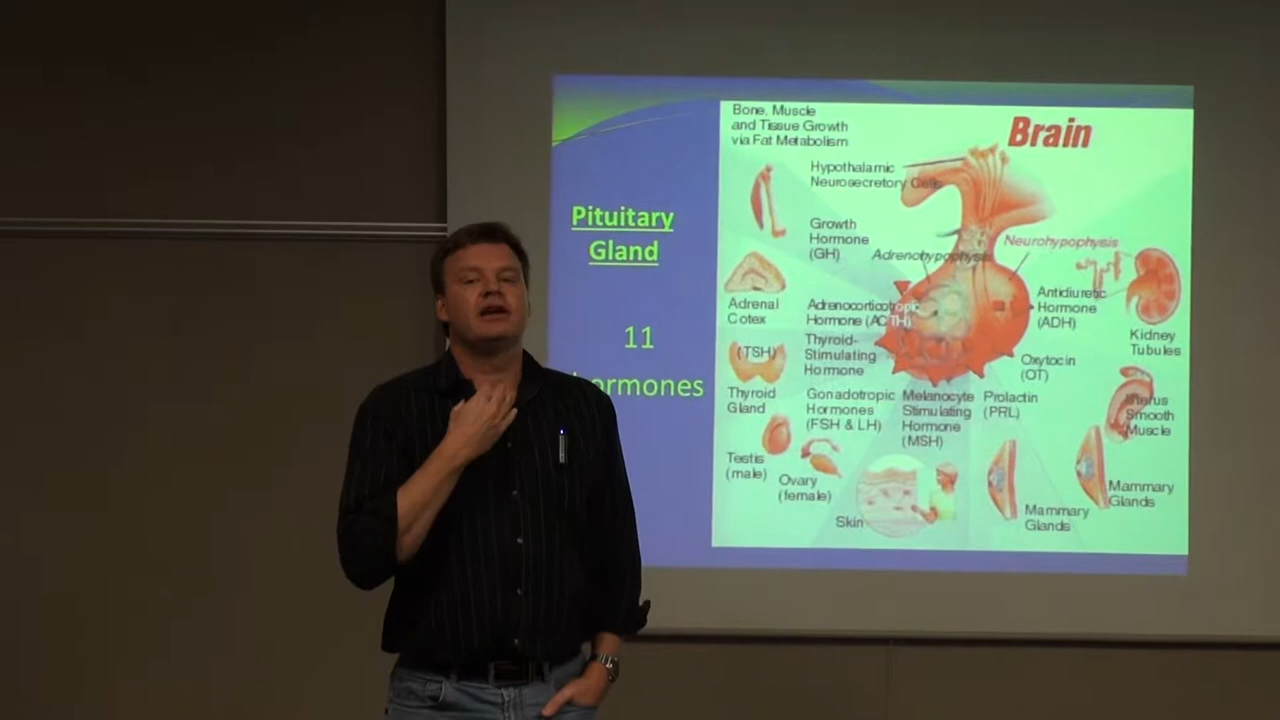 Pituitary
Gland
11
hormones
Bone, Muscle
and Tissue Growth
via Fat Metabolism
Brain
Hypothalamic
Neurosecretory Cells
Growth
Hormone
(GH)
Adrenohypophysis
Neurohypophysis
Adrenal
Cotex
Adrenocorticotropic
Hormone (ACTH)
Antidiuretic
Hormone
(ADH)
Kidney
Tubules
(TSH)
Thyroid
Gland
Thyroid-
Stimulating
Hormone
Oxytocin
(OT)
Uterus
Smooth
Muscle
Gonadotropic
Hormones
(FSH & LH)
Melanocyte
Stimulating
Hormone
(MSH)
Prolactin
(PRL)
Testis
(male)
Ovary
(female)
Skin
Mammary
Glands
Mammary
Glands